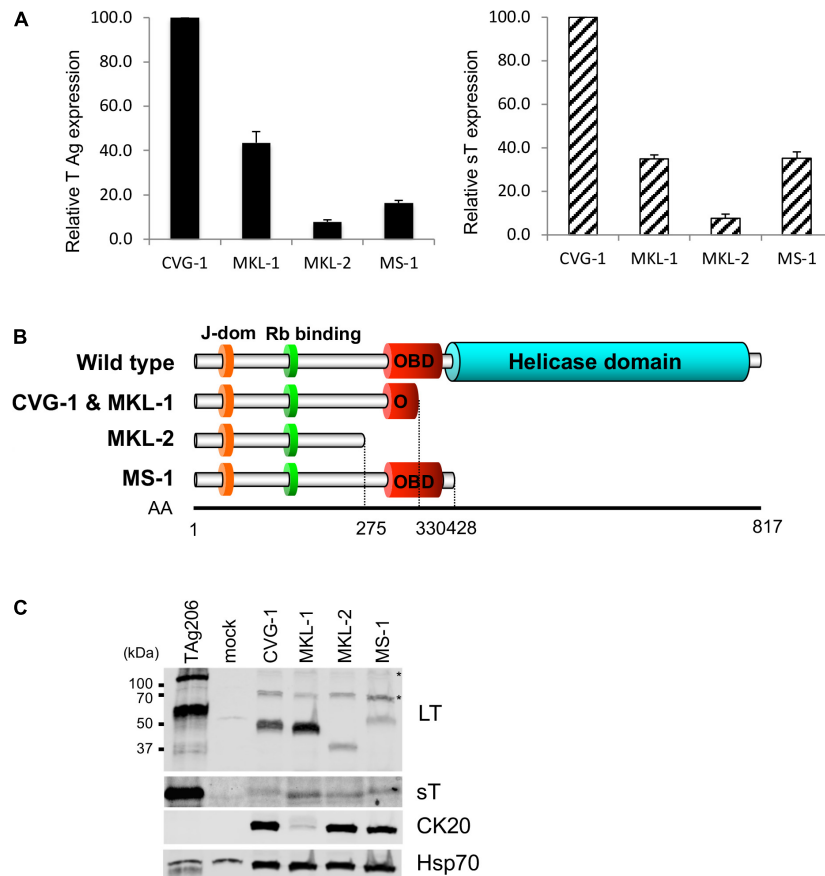 A
Relative T Ag expression
100.0
80.0
60.0
40.0
20.0
0.0
CVG-1 MKL-1 MKL-2 MS-1
Relative sT expression
100.0
80.0
60.0
40.0
20.0
0.0
CVG-1 MKL-1 MKL-2 MS-1
B
J-dom Rb binding
Wild type OBD Helicase domain
CVG-1 & MKL-1 O
MKL-2
MS-1 OBD
AA
1 275 330428 817
C
(kDa) TAg206 mock CVG-1 MKL-1 MKL-2 MS-1
*
100
70 *
50 LT
37
sT
CK20
Hsp70